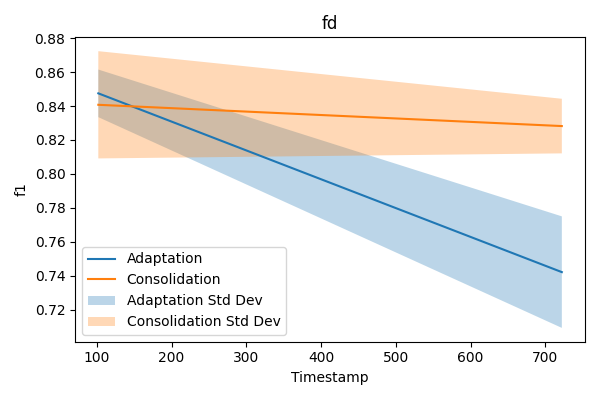 fd
f1
0.88
0.86
0.84
0.82
0.80
0.78
0.76
0.74
0.72
Adaptation
Consolidation
Adaptation Std Dev
Consolidation Std Dev
100
200
300
400
500
600
700
Timestamp